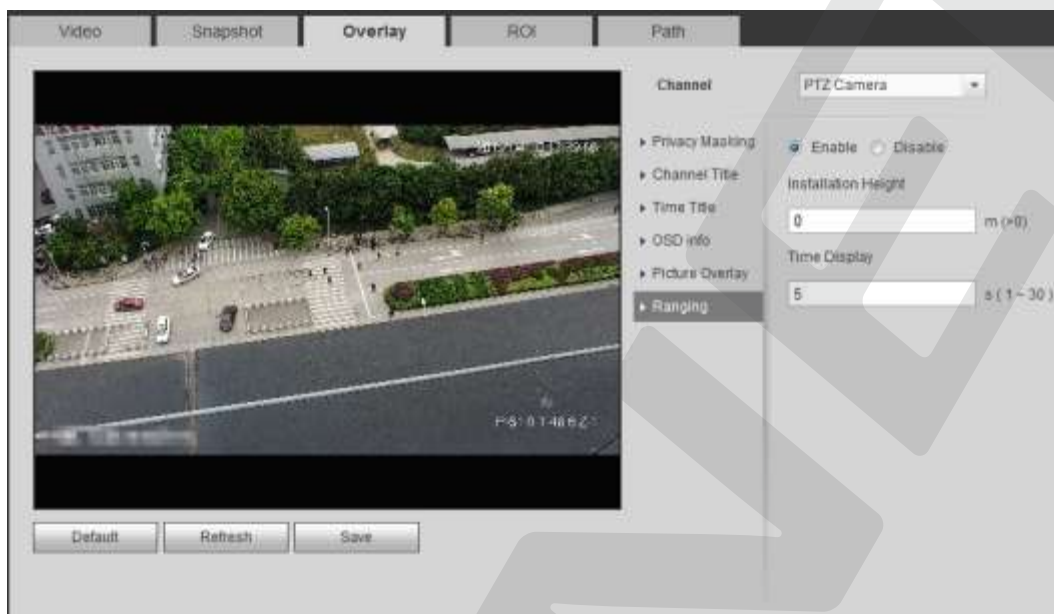 Video Snapshot Overlay ROI Path
Channel PTZ Camera
Privacy Masking
Channel Title
Time Title
OSD info
Picture Overlay
Ranging
Enable Disable
Installation Height
0 m (>0)
Time Display
5 s ( 1 ~ 30 )
Default Refresh Save